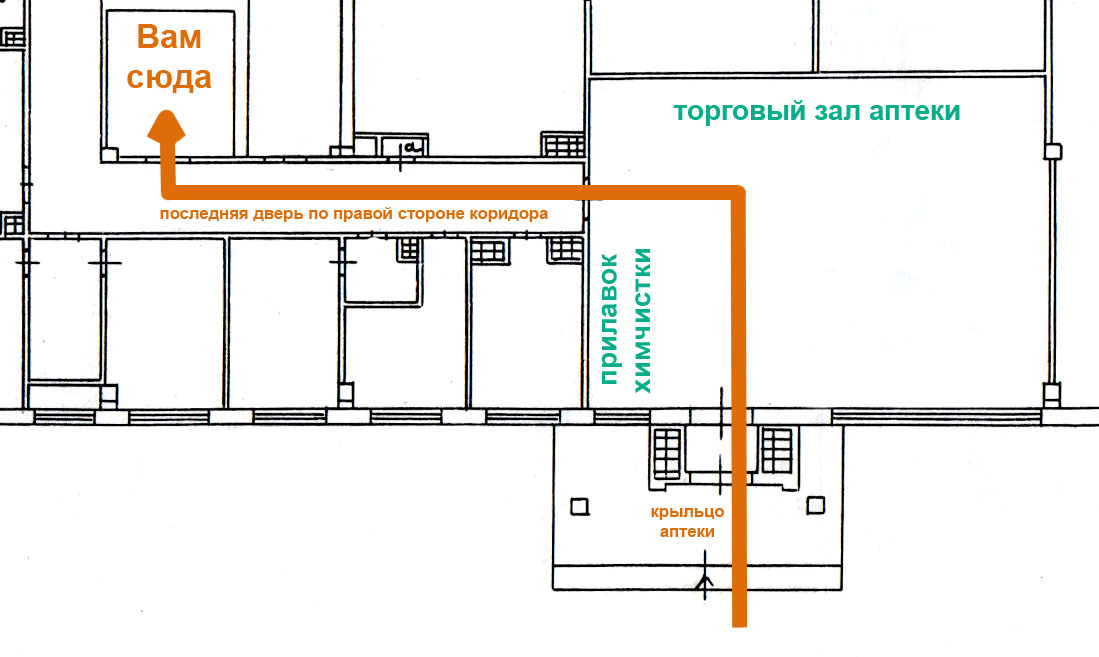 Вам
сюда
торговый зал аптеки
а
последняя дверь по правой стороне коридора
прилавок
химчистки
крыльцо
аптеки